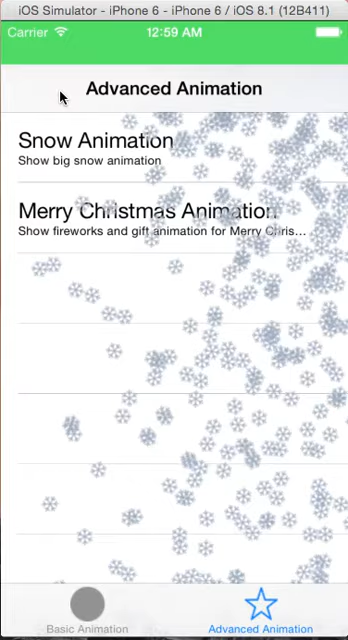 iOS Simulator - iPhone 6 - iPhone 6 / iOS 8.1 (12B411)
Carrier 12:59 AM
Advanced Animation
Snow Animation
Show big snow animation
Merry Christmas Animation
Show fireworks and gift animation for Merry Chris...
Basic Animation Advanced Animation